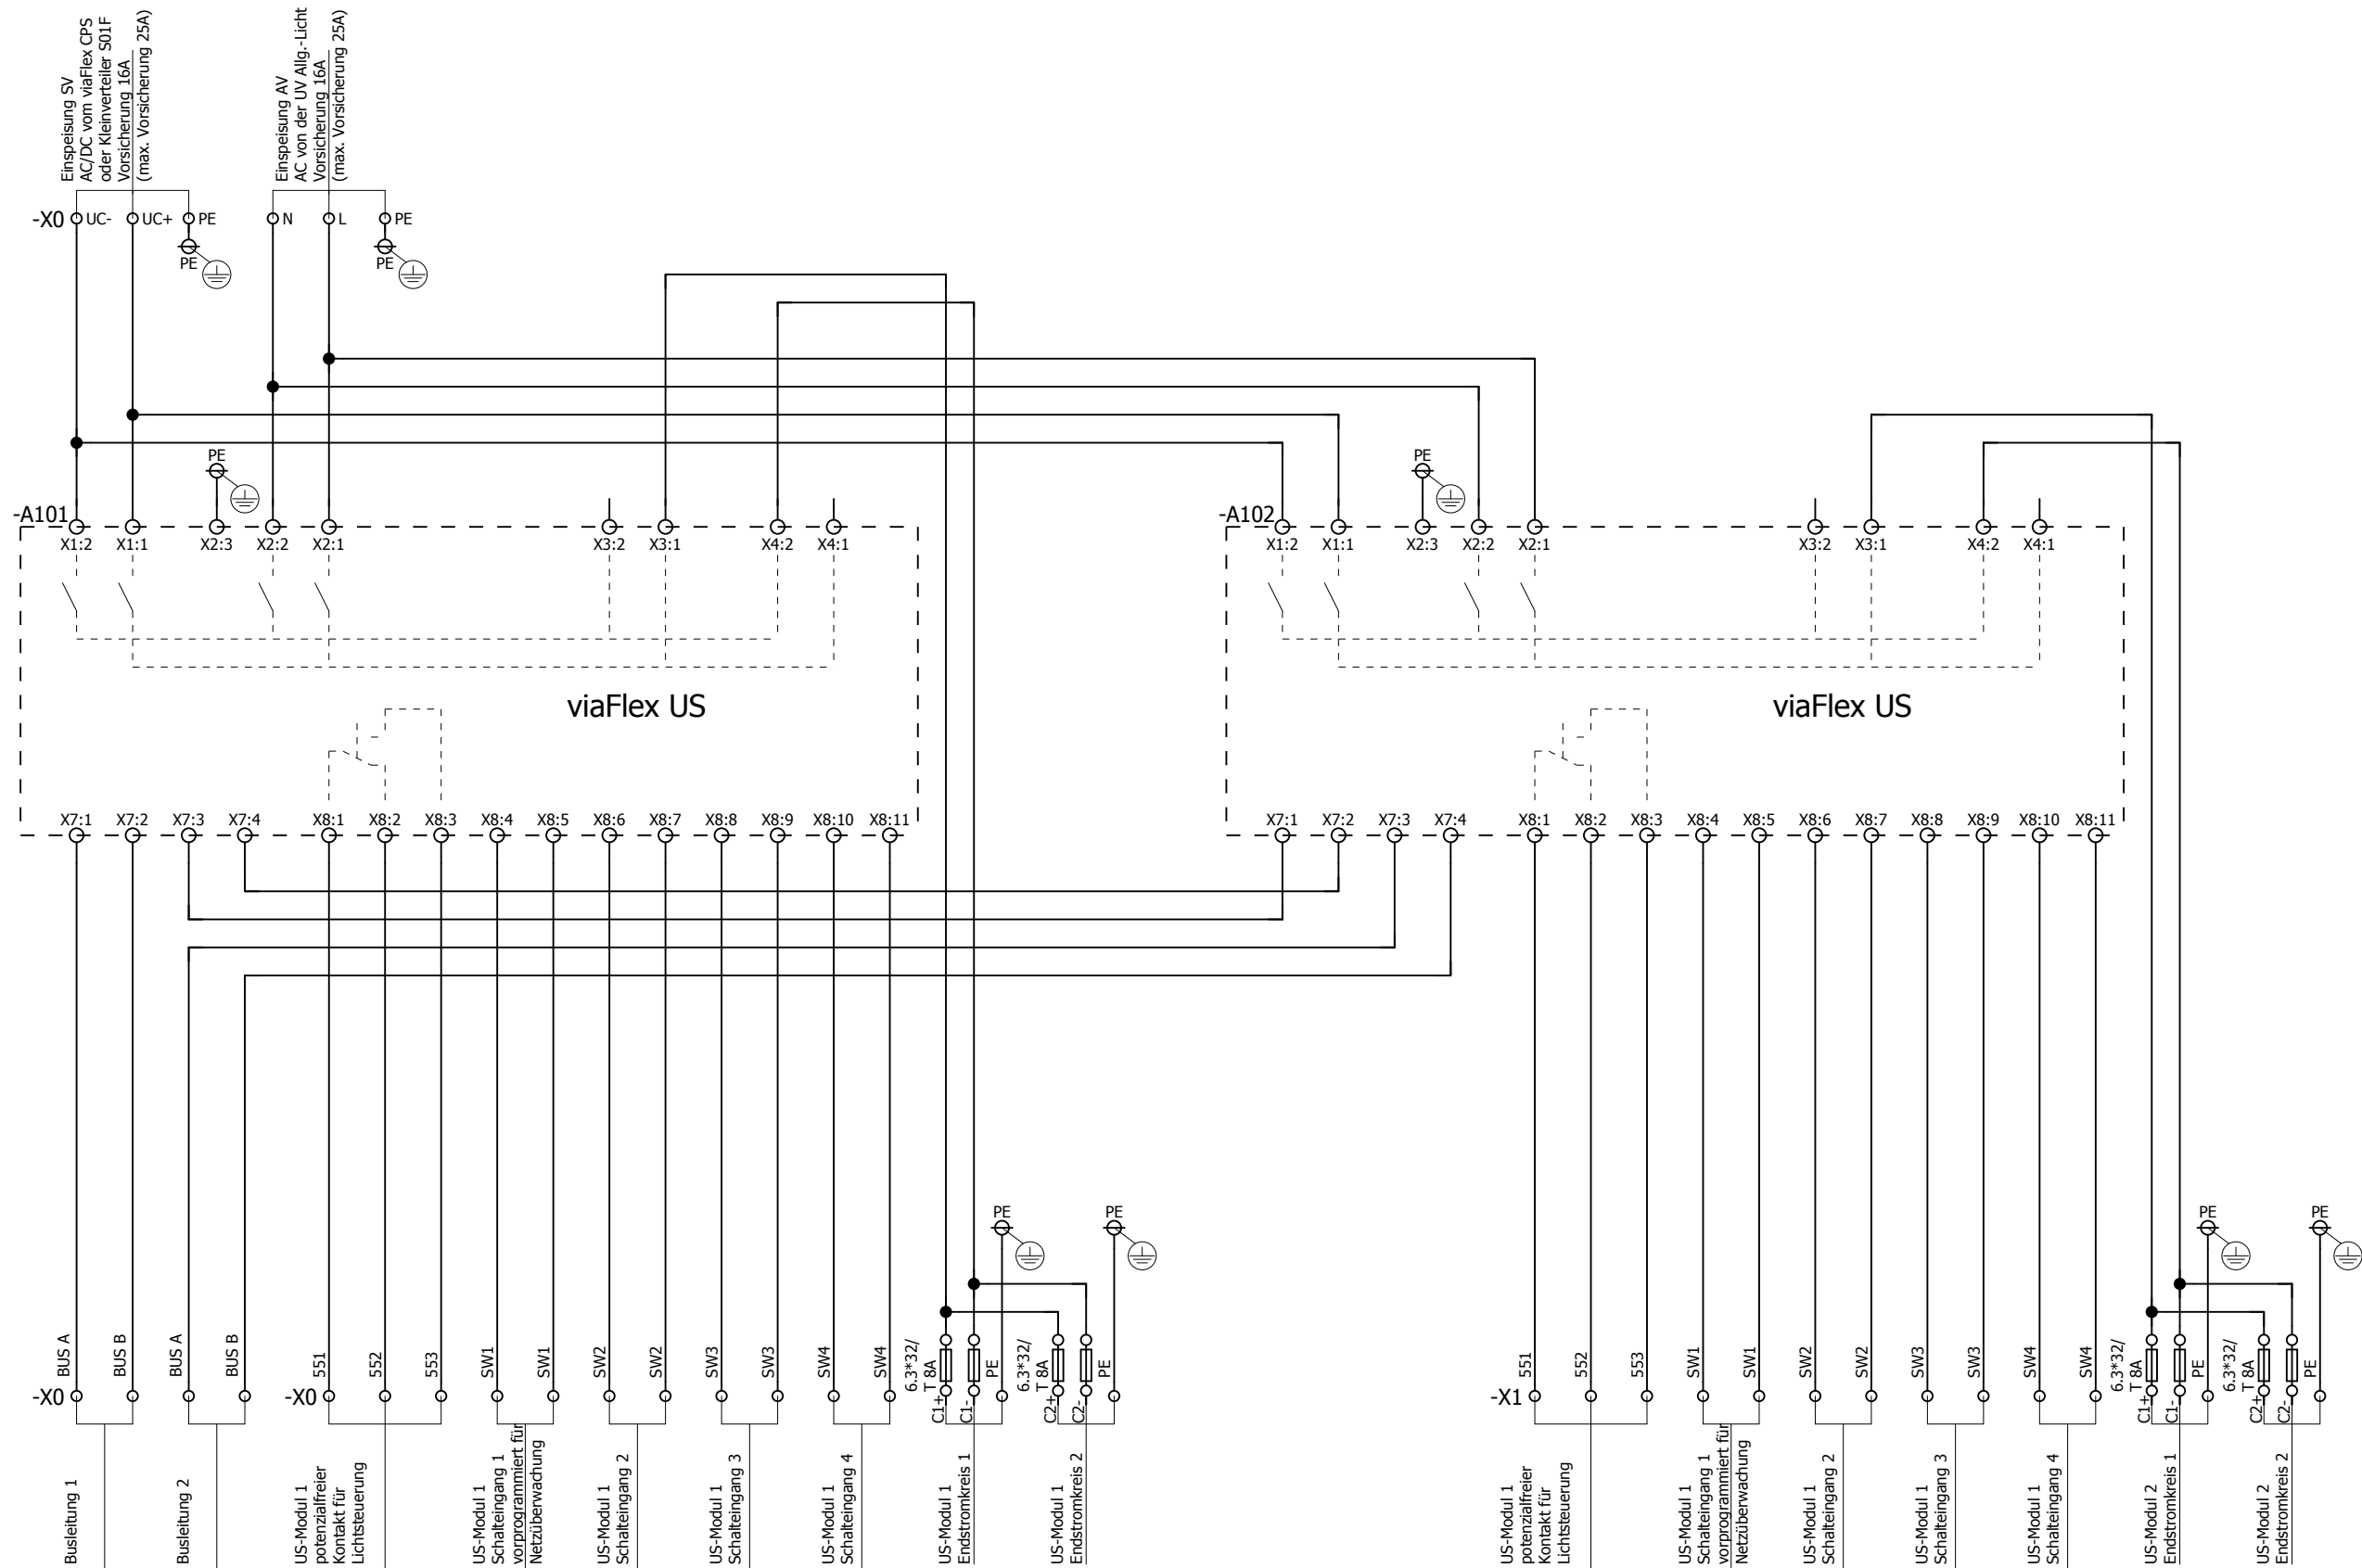 Einspeisung SV
AC/DC vom viaFlex CPS
oder Kleinverteiler S01F
Vorsicherung 16A
(max. Vorsicherung 25A)
Einspeisung AV
AC von der UV Allg.-Licht
Vorsicherung 16A
(max. Vorsicherung 25A)
-X0 UC- UC+ PE N L PE
PE PE
PE PE
-A101 -A102
X1:2 X1:1 X2:3 X2:2 X2:1 X3:2 X3:1 X4:2 X4:1 X1:2 X1:1 X2:3 X2:2 X2:1 X3:2 X3:1 X4:2 X4:1
viaFlex US viaFlex US
X7:1 X7:2 X7:3 X7:4 X8:1 X8:2 X8:3 X8:4 X8:5 X8:6 X8:7 X8:8 X8:9 X8:10 X8:11 X7:1 X7:2 X7:3 X7:4 X8:1 X8:2 X8:3 X8:4 X8:5 X8:6 X8:7 X8:8 X8:9 X8:10 X8:11
PE PE PE PE
BUS A BUS B BUS A BUS B 551 552 553 SW1 SW1 SW2 SW2 SW3 SW3 SW4 SW4
6.3*32/
T 8A
PE
6.3*32/
T 8A
PE
551 552 553 SW1 SW1 SW2 SW2 SW3 SW3 SW4 SW4
6.3*32/
T 8A
PE
6.3*32/
T 8A
PE
-X0 -X0 C1+ C1- C2+ C2- -X1 C1+ C1- C2+ C2-
Busleitung 1
Busleitung 2
US-Modul 1
potenzialfreier
Kontakt für
Lichtsteuerung
US-Modul 1
Schalteingang 1
vorprogrammiert für
Netzüberwachung
US-Modul 1
Schalteingang 2
US-Modul 1
Schalteingang 3
US-Modul 1
Schalteingang 4
US-Modul 1
Endstromkreis 1
US-Modul 1
Endstromkreis 2
US-Modul 1
potenzialfreier
Kontakt für
Lichtsteuerung
US-Modul 1
Schalteingang 1
vorprogrammiert für
Netzüberwachung
US-Modul 1
Schalteingang 2
US-Modul 1
Schalteingang 3
US-Modul 1
Schalteingang 4
US-Modul 2
Endstromkreis 1
US-Modul 2
Endstromkreis 2